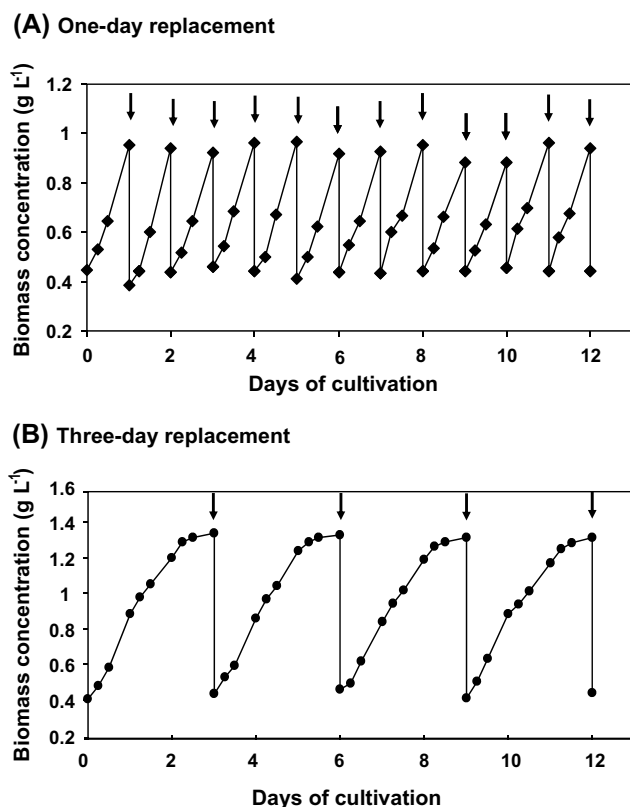 (A) One-day replacement
Biomass concentration (g L-1)
1.2
1
0.8
0.6
0.4
0.2
0 2 4 6 8 10 12
Days of cultivation
(B) Three-day replacement
Biomass concentration (g L-1)
1.6
1.4
1.2
1
0.8
0.6
0.4
0.2
0 2 4 6 8 10 12
Days of cultivation